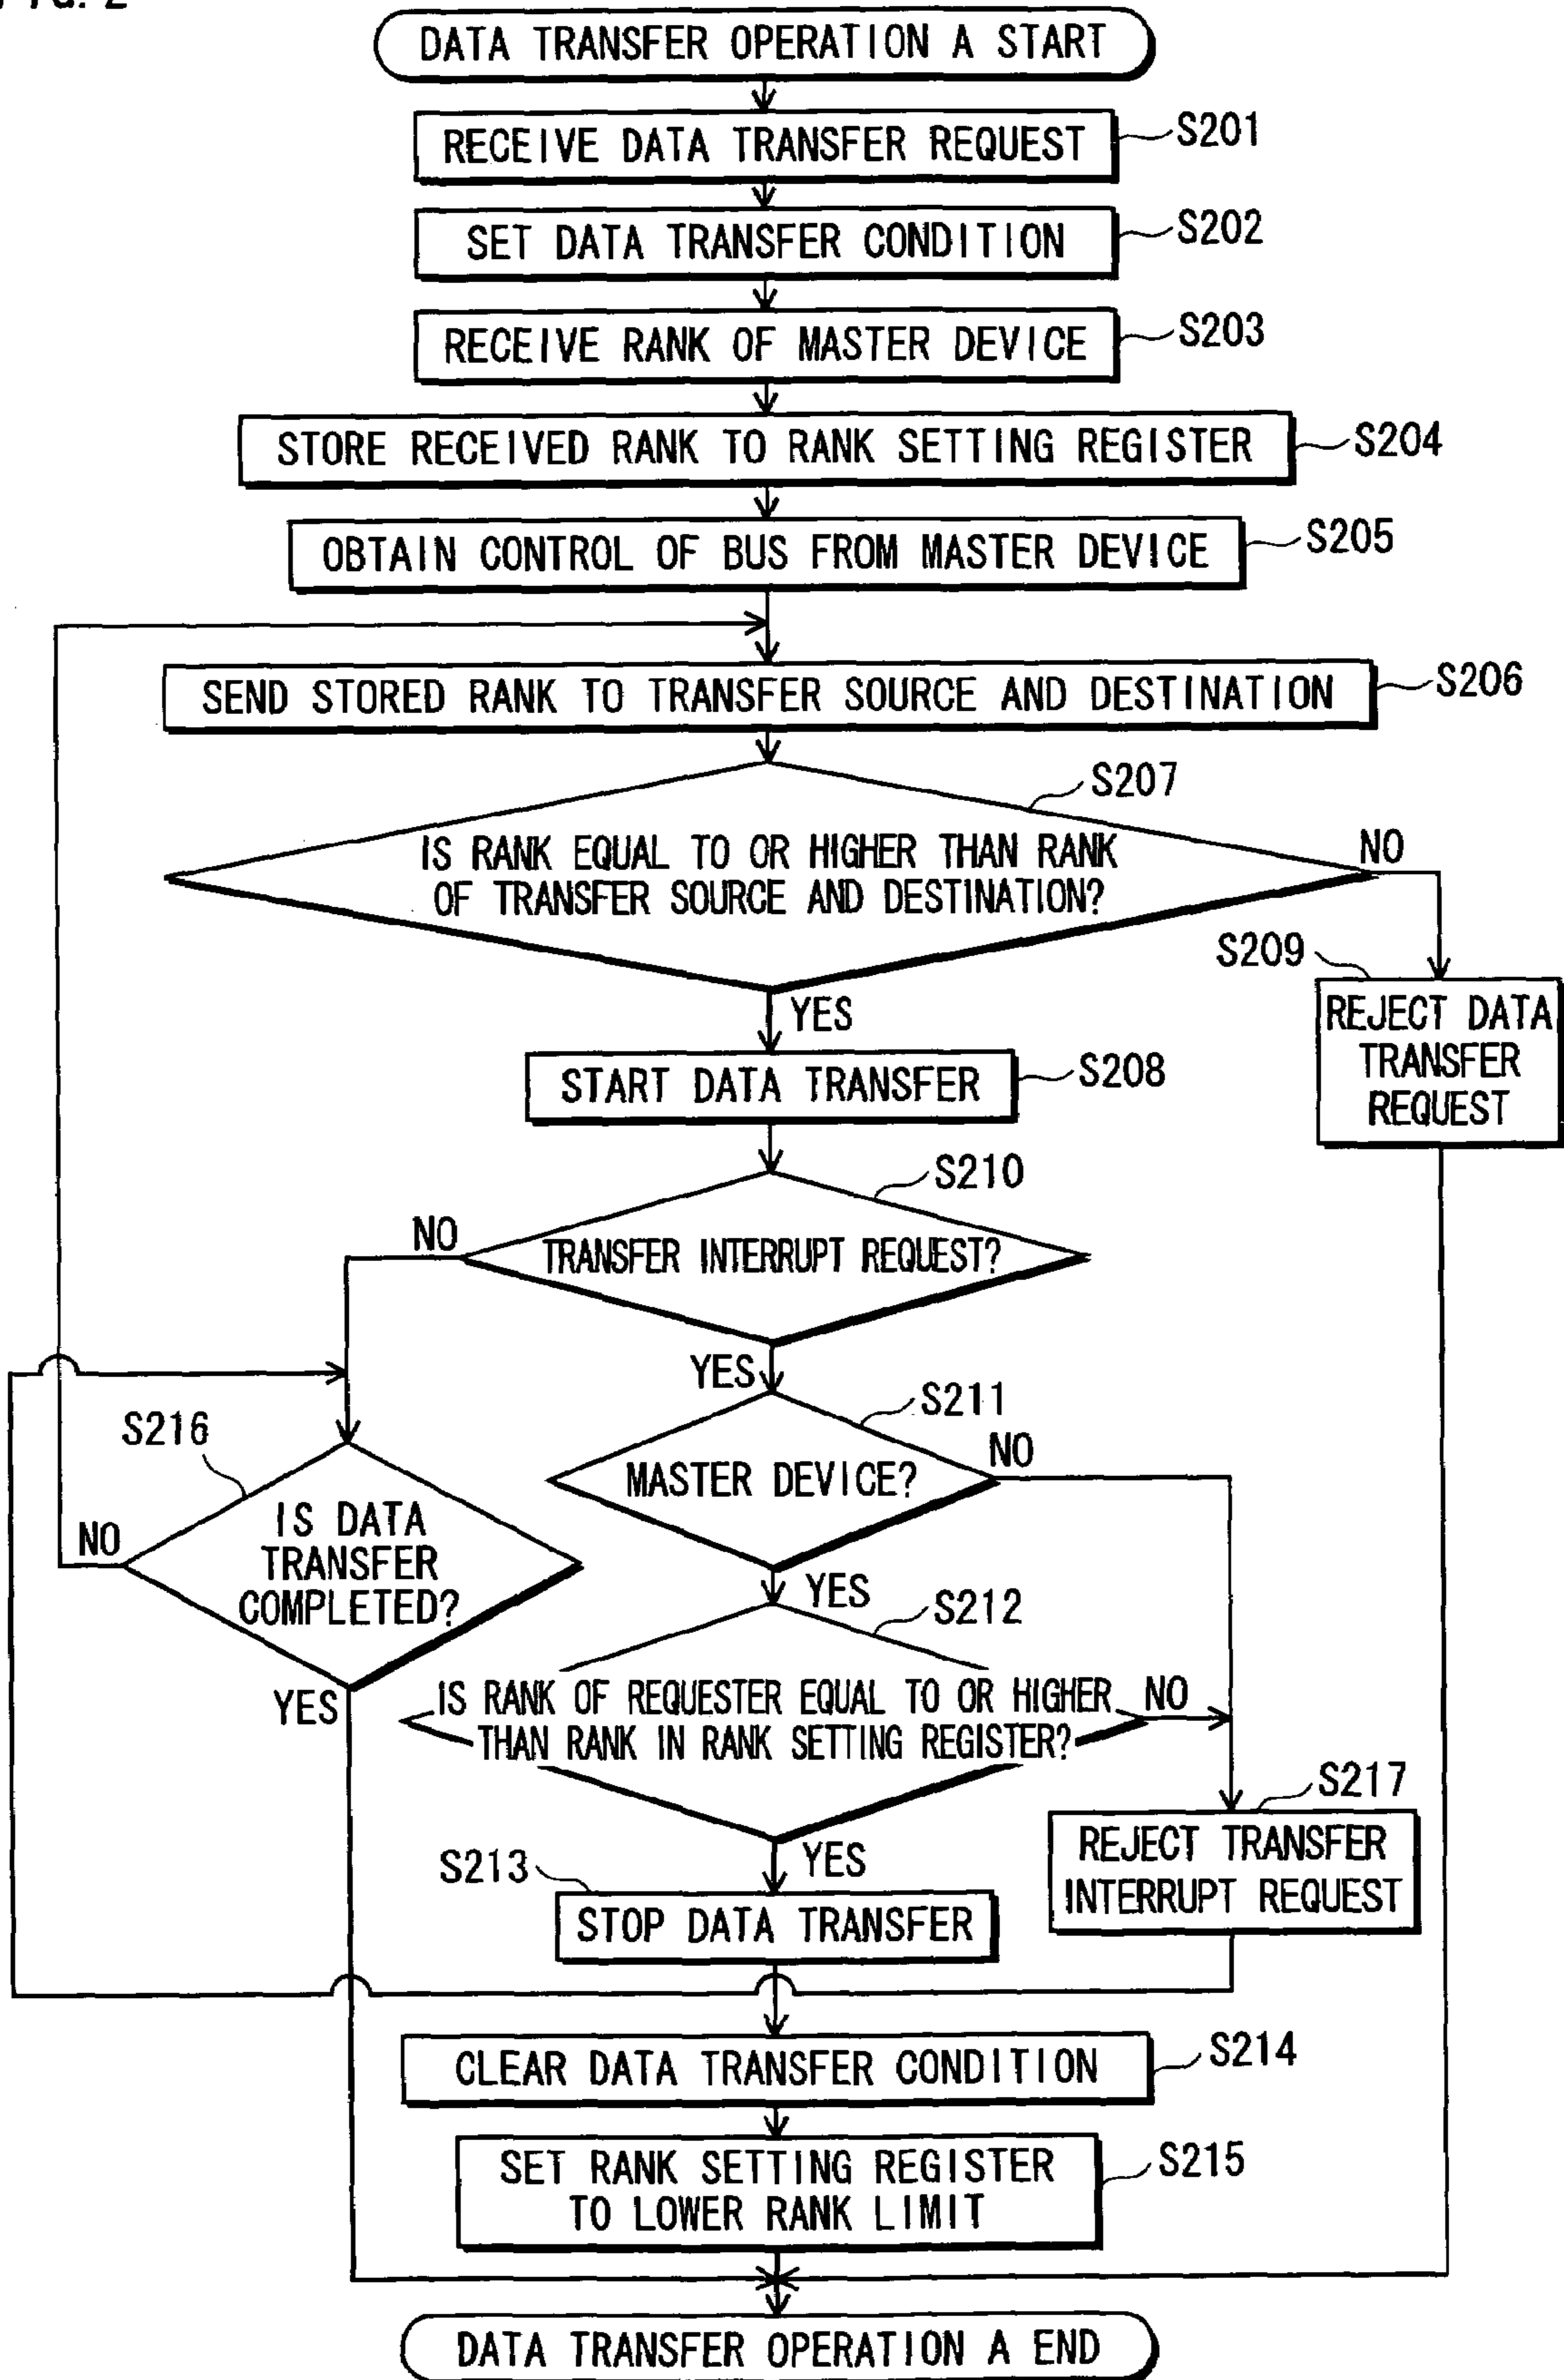 DATA TRANSFER OPERATION A START
RECEIVE DATA TRANSFER REQUEST
S201
SET DATA TRANSFER CONDITION
S202
RECEIVE RANK OF MASTER DEVICE
S203
STORE RECEIVED RANK TO RANK SETTING REGISTER
S204
OBTAIN CONTROL OF BUS FROM MASTER DEVICE
S205
SEND STORED RANK TO TRANSFER SOURCE AND DESTINATION
S206
S207
IS RANK EQUAL TO OR HIGHER THAN RANK
OF TRANSFER SOURCE AND DESTINATION?
NO
YES
S209
REJECT DATA
TRANSFER
REQUEST
START DATA TRANSFER
S208
S210
TRANSFER INTERRUPT REQUEST?
NO
YES
S211
MASTER DEVICE?
NO
YES
S216
IS DATA
TRANSFER
COMPLETED?
NO
YES
S212
IS RANK OF REQUESTER EQUAL TO OR HIGHER
THAN RANK IN RANK SETTING REGISTER?
NO
YES
S217
REJECT TRANSFER
INTERRUPT REQUEST
S213
STOP DATA TRANSFER
CLEAR DATA TRANSFER CONDITION
S214
SET RANK SETTING REGISTER
TO LOWER RANK LIMIT
S215
DATA TRANSFER OPERATION A END